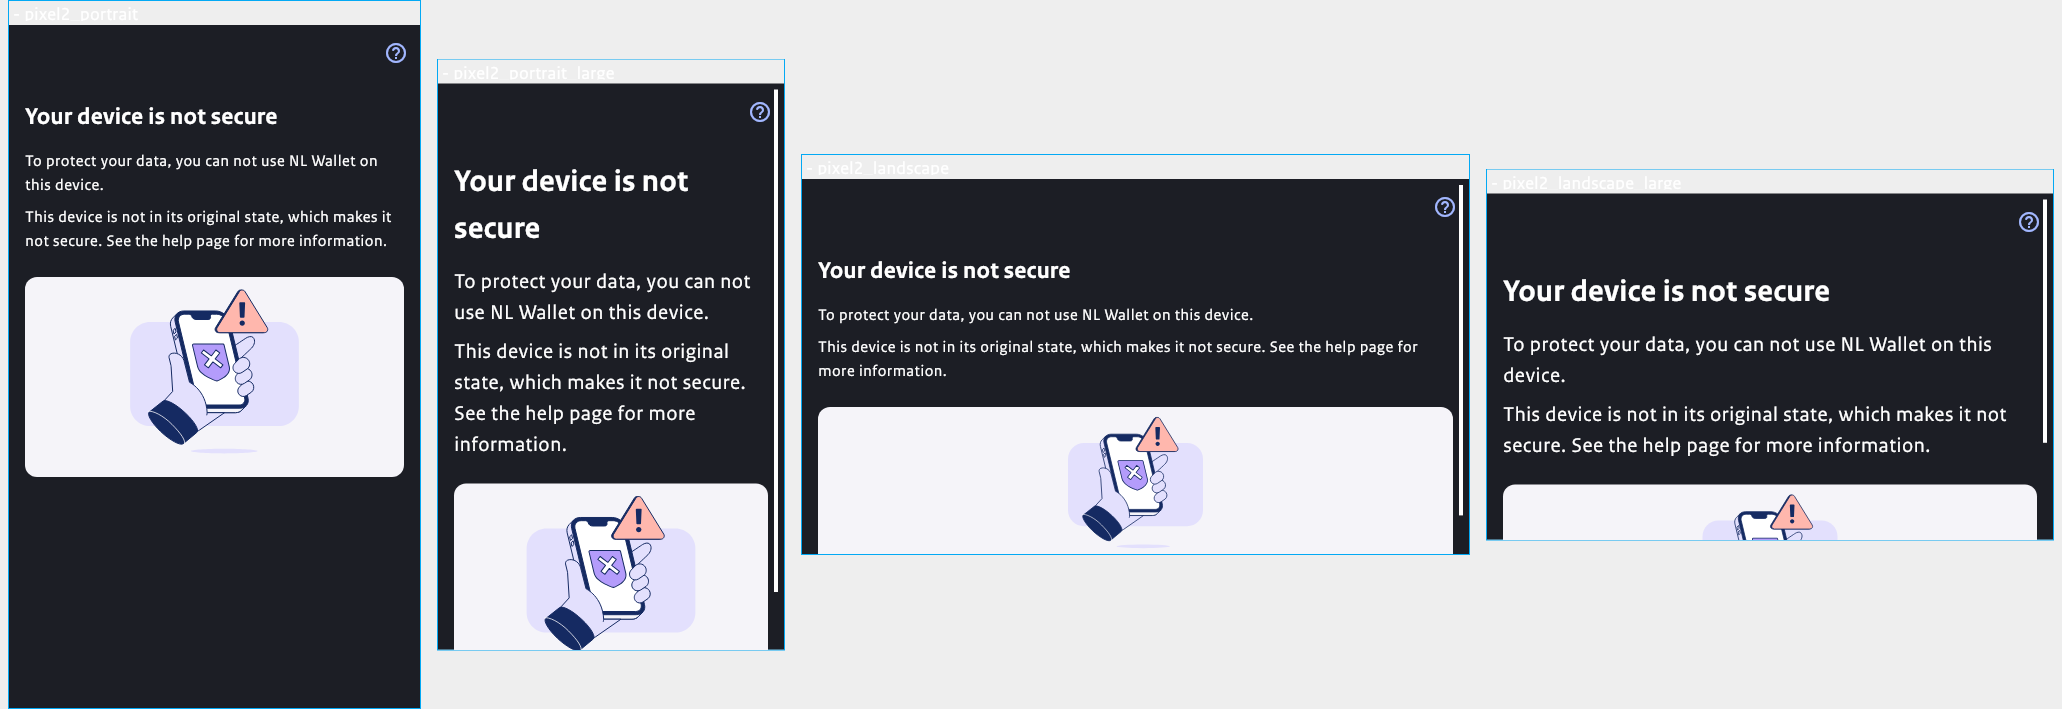 - pixel2_portrait
Your device is not secure
To protect your data, you can not use NL Wallet on
this device.
This device is not in its original state, which makes it
not secure. See the help page for more information.
- pixel2_portrait_large
Your device is not
secure
To protect your data, you can not
use NL Wallet on this device.
This device is not in its original
state, which makes it not secure.
See the help page for more
information.
- pixel2_landscape
Your device is not secure
To protect your data, you can not use NL Wallet on this device.
This device is not in its original state, which makes it not secure. See the help page for
more information.
- pixel2_landscape_large
Your device is not secure
To protect your data, you can not use NL Wallet on this
device.
This device is not in its original state, which makes it not
secure. See the help page for more information.